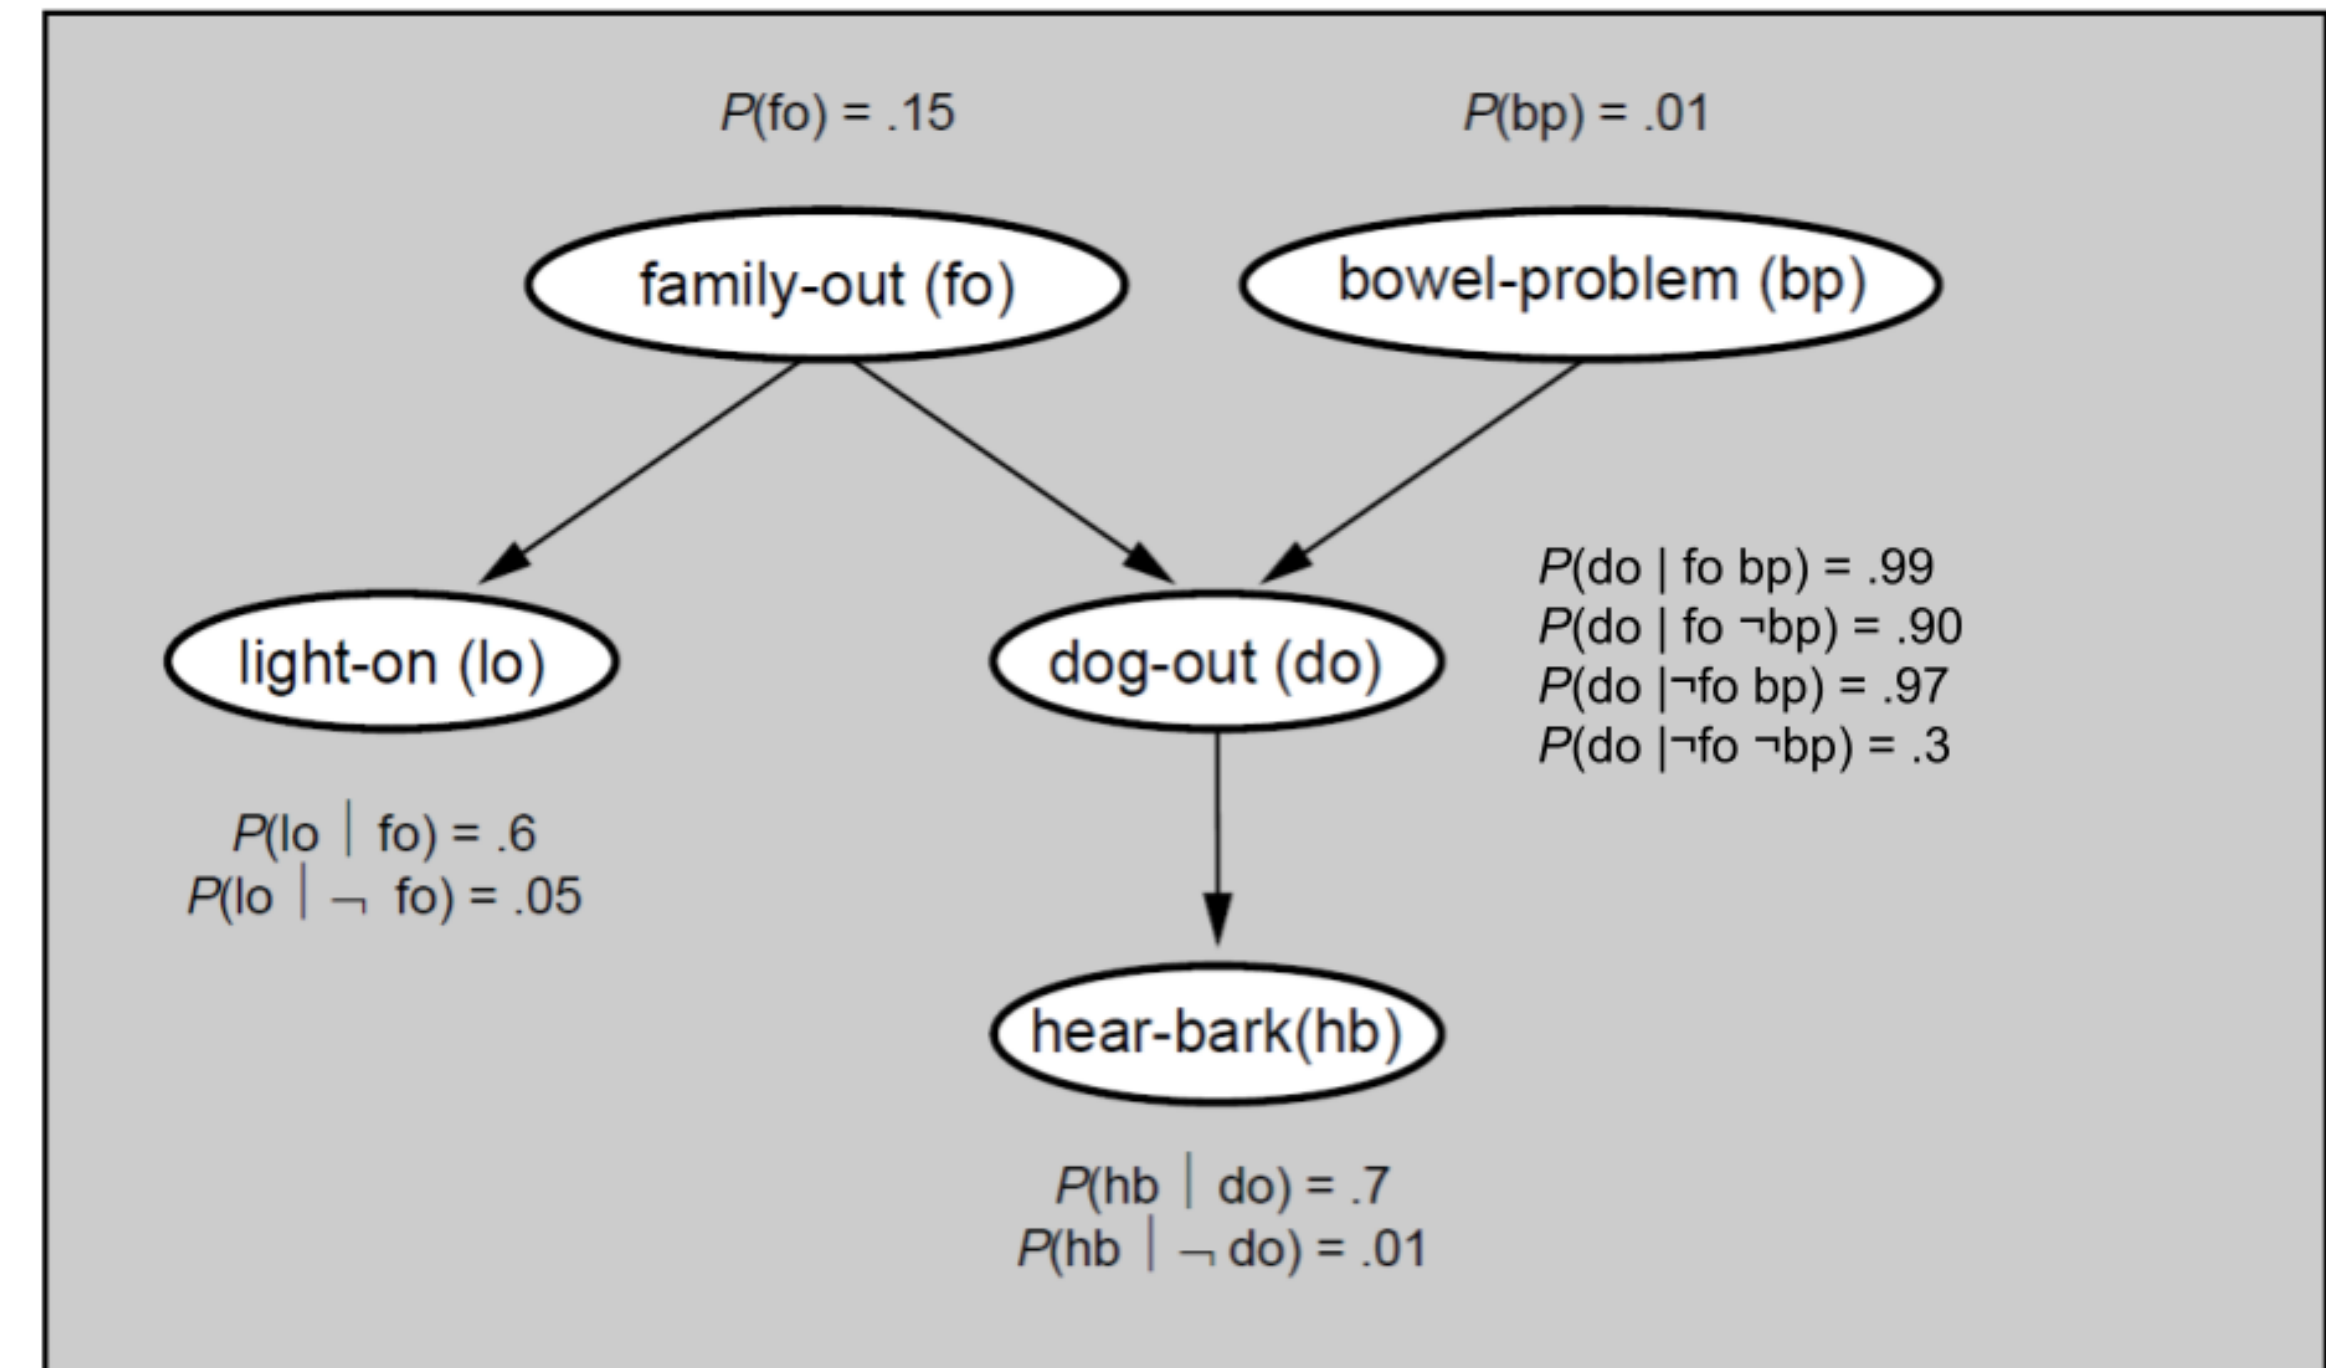 P(fo) = .15
P(bp) = .01
family-out (fo)
bowel-problem (bp)
light-on (lo)
dog-out (do)
P(do | fo bp) = .99
P(do | fo ¬bp) = .90
P(do |¬fo bp) = .97
P(do |¬fo ¬bp) = .3
P(lo | fo) = .6
P(lo | ¬ fo) = .05
hear-bark(hb)
P(hb | do) = .7
P(hb | ¬ do) = .01